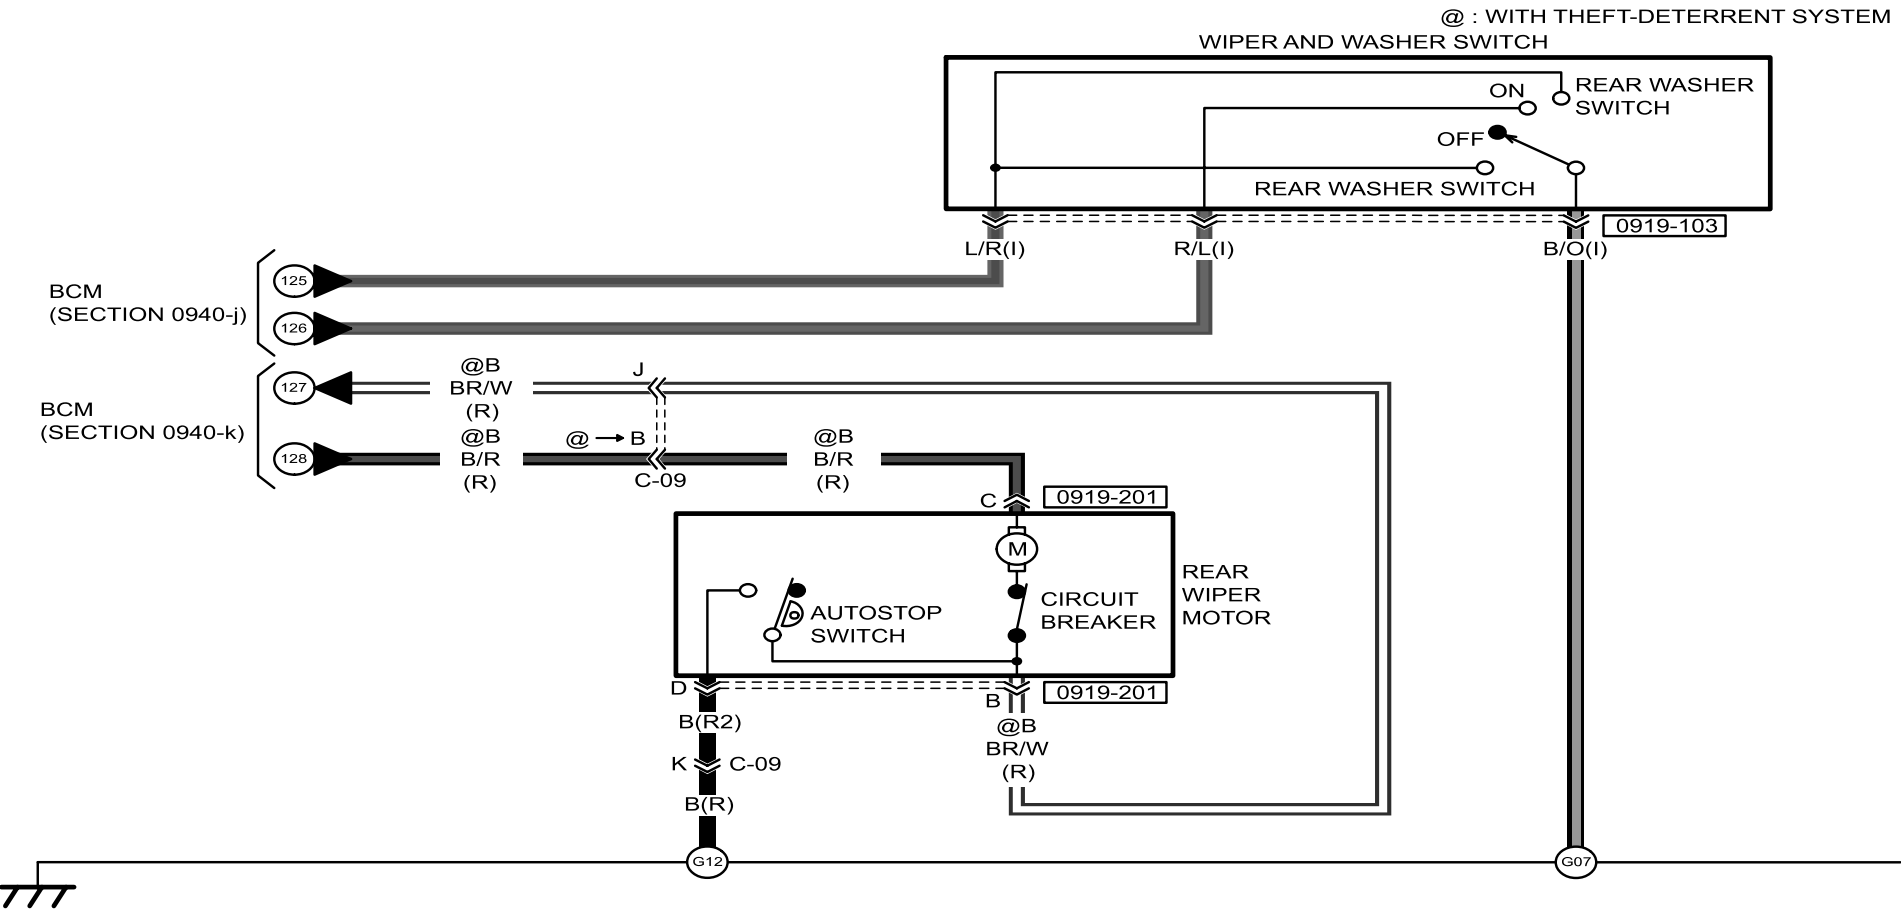 @ : WITH THEFT-DETERRENT SYSTEM
WIPER AND WASHER SWITCH
ON
REAR WASHER
SWITCH
OFF
REAR WASHER SWITCH
0919-103
L/R(I)
R/L(I)
B/O(I)
BCM
(SECTION 0940-j)
125
126
BCM
(SECTION 0940-k)
127
128
@B
BR/W
(R)
J
@B
B/R
(R)
@
B
C-09
@B
B/R
(R)
C
0919-201
M
CIRCUIT
BREAKER
REAR
WIPER
MOTOR
AUTOSTOP
SWITCH
D
B
0919-201
B(R2)
@B
BR/W
(R)
K
C-09
B(R)
G12
G07